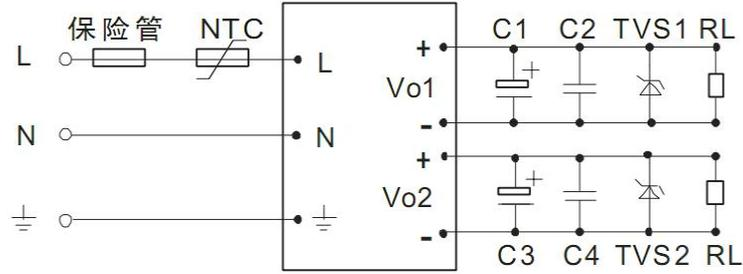 保险管 NTC C1 C2 TVS1 RL
+
L L
+
Vo1
N N -
+
Vo2
+
-
C3 C4 TVS2 RL